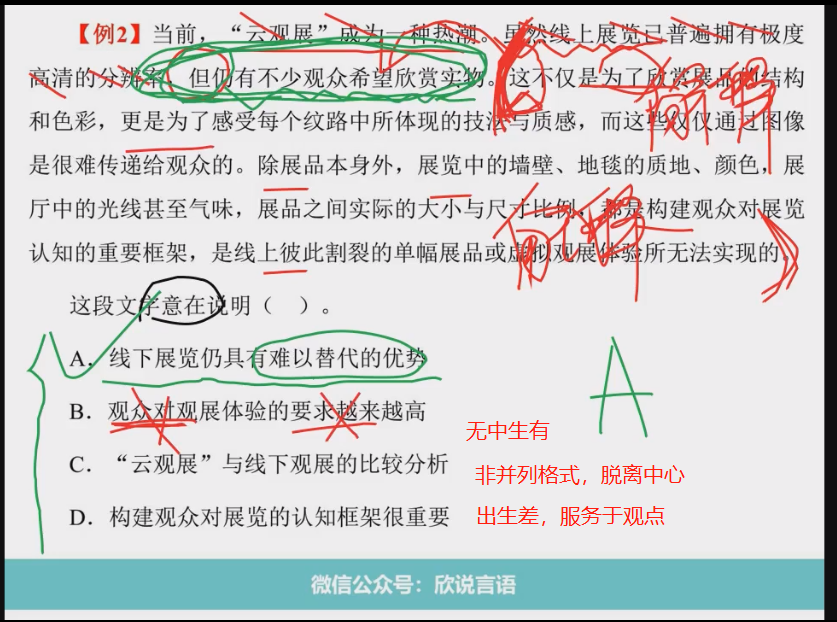 【例2】当前，“云观展”成为一种热潮。虽然线上展览已普遍拥有极度
高清的分辨率，但仍有不少观众希望欣赏实物。这不仅是为了欣赏展品的结构
和色彩，更是为了感受每个纹路中所体现的技法与质感，而这些仅仅通过图像
是很难传递给观众的。除展品本身外，展览中的墙壁、地毯的质地、颜色，展
厅中的光线甚至气味，展品之间实际的大小与尺寸比例，都是构建观众对展览
认知的重要框架，是线上彼此割裂的单幅展品或虚拟观展体验所无法实现的。
这段文字意在说明（ ）。
A．线下展览仍具有难以替代的优势
B．观众对观展体验的要求越来越高
C．“云观展”与线下观展的比较分析
D．构建观众对展览的认知框架很重要
A
无中生有
非并列格式，脱离中心
出生差，服务于观点
微信公众号：欣说言语